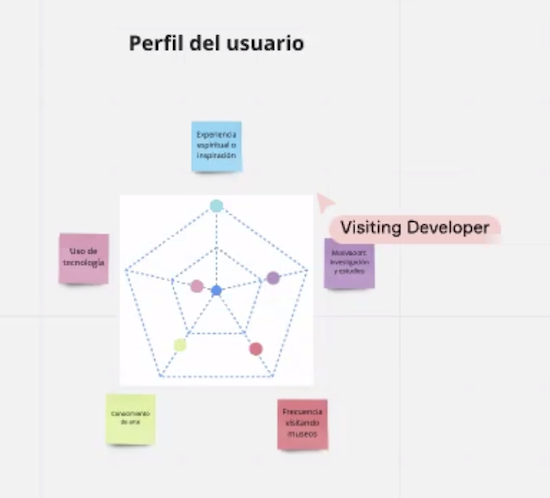 Perfil del usuario
Experiencia
espiritual o
inspiración
Visiting Developer
Uso de
tecnología
Motivación:
Investigación
y estudios
Conocimiento
de arte
Frecuencia
visitando
museos